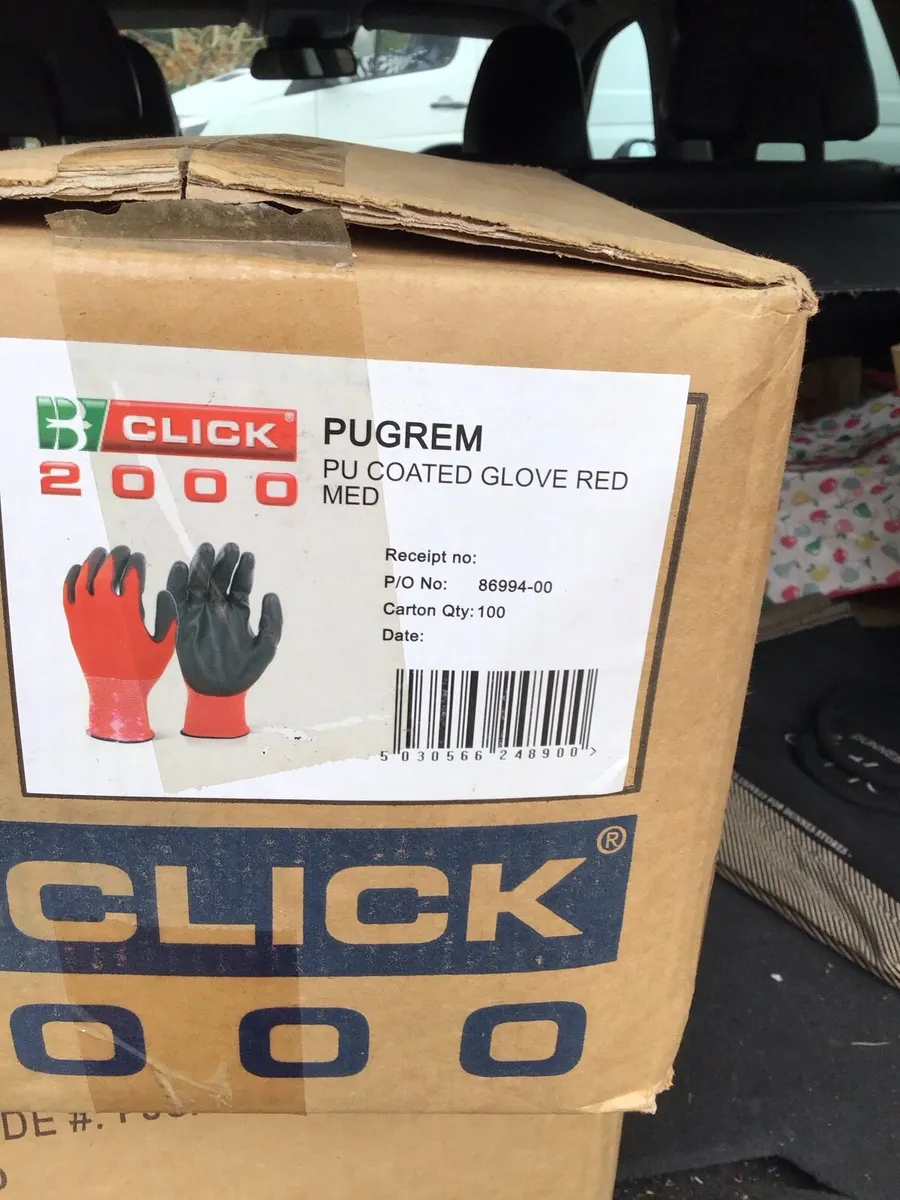 B CLICK®
2000
PUGREM
PU COATED GLOVE RED
MED
Receipt no:
P/O No: 86994-00
Carton Qty: 100
Date:
5 030566 248900 >
CLICK®
000
DE #: